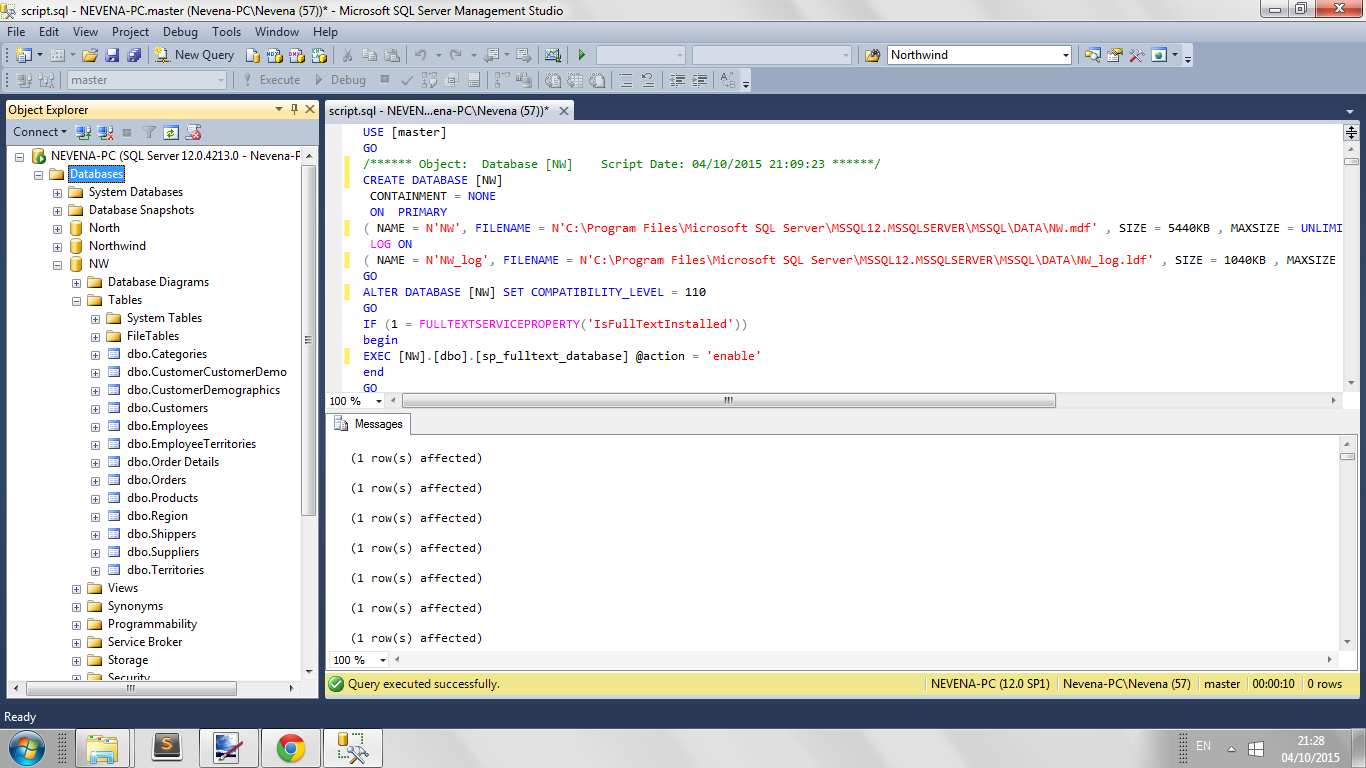 script.sql - NEVENA-PC.master (Nevena-PC\Nevena (57))* - Microsoft SQL Server Management Studio
File Edit View Project Debug Tools Window Help
New Query Northwind
master Execute Debug
Object Explorer
Connect
NEVENA-PC (SQL Server 12.0.4213.0 - Nevena-P
Databases
System Databases
Database Snapshots
North
Northwind
NW
Database Diagrams
Tables
System Tables
FileTables
dbo.Categories
dbo.CustomerCustomerDemo
dbo.CustomerDemographics
dbo.Customers
dbo.Employees
dbo.EmployeeTerritories
dbo.Order Details
dbo.Orders
dbo.Products
dbo.Region
dbo.Shippers
dbo.Suppliers
dbo.Territories
Views
Synonyms
Programmability
Service Broker
Storage
Security
script.sql - NEVEN...ena-PC\Nevena (57))*
USE [master]
GO
/****** Object:  Database [NW]    Script Date: 04/10/2015 21:09:23 ******/
CREATE DATABASE [NW]
CONTAINMENT = NONE
ON  PRIMARY
( NAME = N'NW', FILENAME = N'C:\Program Files\Microsoft SQL Server\MSSQL12.MSSQLSERVER\MSSQL\DATA\NW.mdf' , SIZE = 5440KB , MAXSIZE = UNLIMI
LOG ON
( NAME = N'NW_log', FILENAME = N'C:\Program Files\Microsoft SQL Server\MSSQL12.MSSQLSERVER\MSSQL\DATA\NW_log.ldf' , SIZE = 1040KB , MAXSIZE
GO
ALTER DATABASE [NW] SET COMPATIBILITY_LEVEL = 110
GO
IF (1 = FULLTEXTSERVICEPROPERTY('IsFullTextInstalled'))
begin
EXEC [NW].[dbo].[sp_fulltext_database] @action = 'enable'
end
GO
100 %
Messages
(1 row(s) affected)
(1 row(s) affected)
(1 row(s) affected)
(1 row(s) affected)
(1 row(s) affected)
(1 row(s) affected)
(1 row(s) affected)
100 %
Query executed successfully. NEVENA-PC (12.0 SP1) Nevena-PC\Nevena (57) master 00:00:10 0 rows
Ready
EN
21:28
04/10/2015